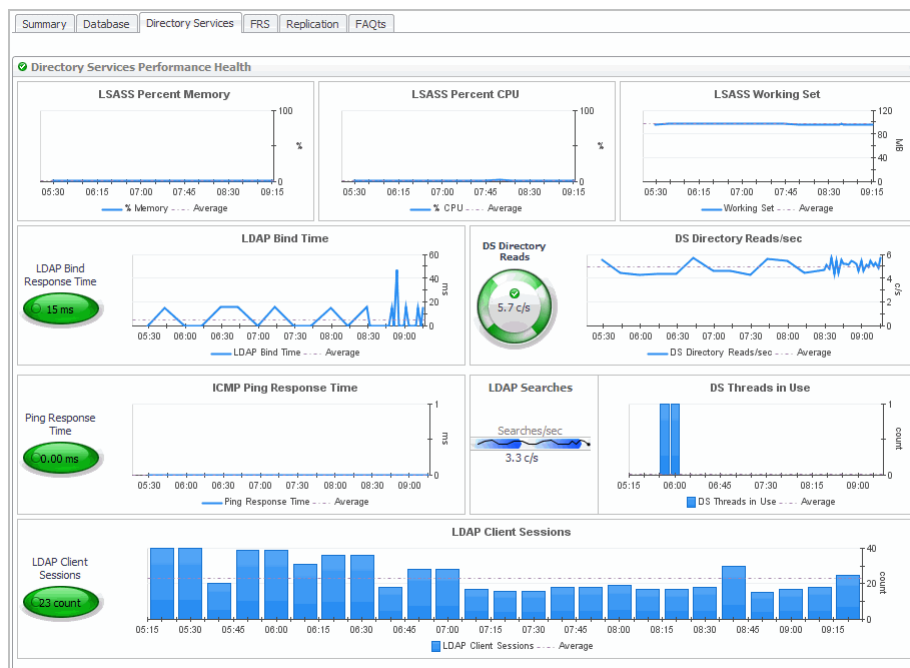 Summary Database Directory Services FRS Replication FAQts
Directory Services Performance Health
LSASS Percent Memory
100
%
0
05:30 06:15 07:00 07:45 08:30 09:15
% Memory Average
LSASS Percent CPU
100
%
0
05:30 06:15 07:00 07:45 08:30 09:15
% CPU Average
LSASS Working Set
120
80
MB
40
0
05:30 06:15 07:00 07:45 08:30 09:15
Working Set Average
LDAP Bind Response Time
15 ms
LDAP Bind Time
60
40
ms
20
0
05:30 06:00 06:30 07:00 07:30 08:00 08:30 09:00
LDAP Bind Time Average
DS Directory Reads
5.7 c/s
DS Directory Reads/sec
6
4
c/s
2
0
05:30 06:00 06:30 07:00 07:30 08:00 08:30 09:00
DS Directory Reads/sec Average
Ping Response Time
0.00 ms
ICMP Ping Response Time
1
ms
0
05:30 06:00 06:30 07:00 07:30 08:00 08:30 09:00
Ping Response Time Average
LDAP Searches
Searches/sec
3.3 c/s
DS Threads in Use
1
count
0
05:15 06:00 06:45 07:30 08:15 09:00
DS Threads in Use Average
LDAP Client Sessions
23 count
LDAP Client Sessions
40
20
count
0
05:15 05:30 05:45 06:00 06:15 06:30 06:45 07:00 07:15 07:30 07:45 08:00 08:15 08:30 08:45 09:00 09:15
LDAP Client Sessions Average